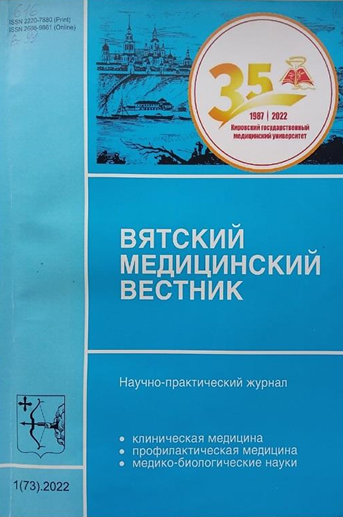 ISSN 2220-7880 (Print)
ISSN 2698-9861 (Online)
35
1987 | 2022
Кировский государственный
медицинский университет
ВЯТСКИЙ
МЕДИЦИНСКИЙ
ВЕСТНИК
Научно-практический журнал
• клиническая медицина
• профилактическая медицина
• медико-биологические науки
1(73).2022